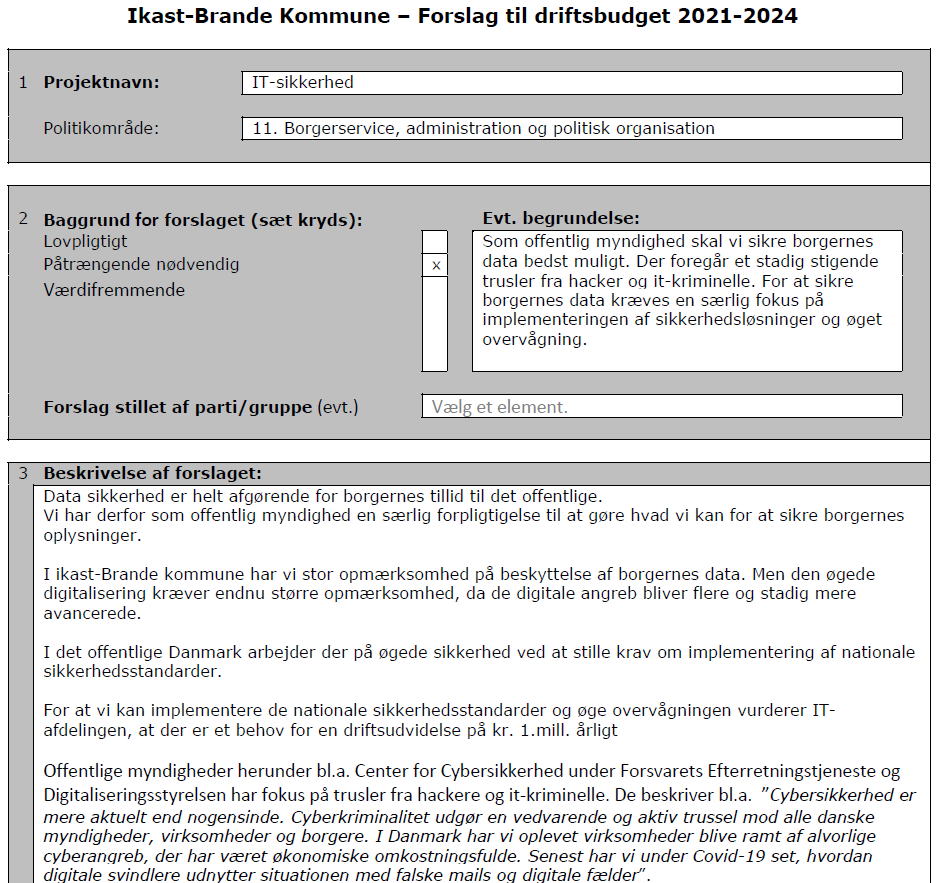 Ikast-Brande Kommune – Forslag til driftsbudget 2021-2024
1 Projektnavn: IT-sikkerhed
Politikområde: 11. Borgerservice, administration og politisk organisation
2 Baggrund for forslaget (sæt kryds): Evt. begrundelse:
Lovpligtigt
Påtrængende nødvendig x
Værdifremmende
Som offentlig myndighed skal vi sikre borgernes
data bedst muligt. Der foregår et stadig stigende
trusler fra hacker og it-kriminelle. For at sikre
borgernes data kræves en særlig fokus på
implementeringen af sikkerhedsløsninger og øget
overvågning.
Forslag stillet af parti/gruppe (evt.) Vælg et element.
3 Beskrivelse af forslaget:
Data sikkerhed er helt afgørende for borgernes tillid til det offentlige.
Vi har derfor som offentlig myndighed en særlig forpligtigelse til at gøre hvad vi kan for at sikre borgernes
oplysninger.
I ikast-Brande kommune har vi stor opmærksomhed på beskyttelse af borgernes data. Men den øgede
digitalisering kræver endnu større opmærksomhed, da de digitale angreb bliver flere og stadig mere
avancerede.
I det offentlige Danmark arbejder der på øgede sikkerhed ved at stille krav om implementering af nationale
sikkerhedsstandarder.
For at vi kan implementere de nationale sikkerhedsstandarder og øge overvågningen vurderer IT-
afdelingen, at der er et behov for en driftsudvidelse på kr. 1.mill. årligt
Offentlige myndigheder herunder bl.a. Center for Cybersikkerhed under Forsvarets Efterretningstjeneste og
Digitaliseringsstyrelsen har fokus på trusler fra hackere og it-kriminelle. De beskriver bl.a. ”Cybersikkerhed er
mere aktuelt end nogensinde. Cyberkriminalitet udgør en vedvarende og aktiv trussel mod alle danske
myndigheder, virksomheder og borgere. I Danmark har vi oplevet virksomheder blive ramt af alvorlige
cyberangreb, der har været økonomiske omkostningsfulde. Senest har vi under Covid-19 set, hvordan
digitale svindlere udnytter situationen med falske mails og digitale fælder”.